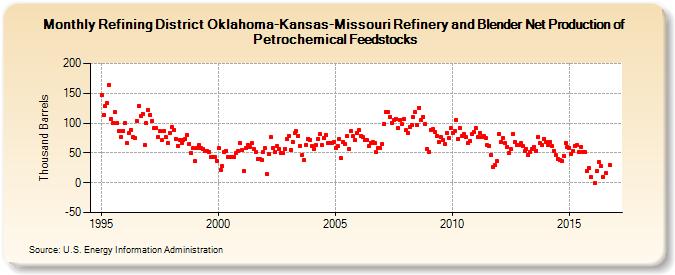 Monthly Refining District Oklahoma-Kansas-Missouri Refinery and Blender Net Production of
Petrochemical Feedstocks
Thousand Barrels
200
150
100
50
0
-50
1995
2000
2005
2010
2015
Source: U.S. Energy Information Administration